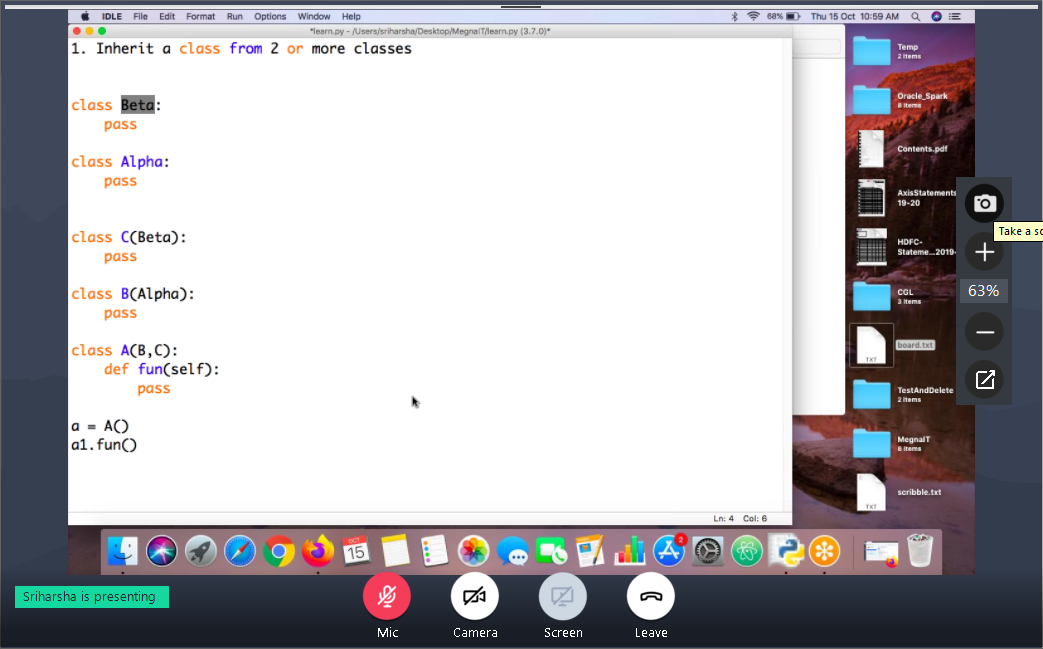 IDLE File Edit Format Run Options Window Help 68% Thu 15 Oct 10:59 AM
*learn.py - /Users/sriharsha/Desktop/MegnaIT/learn.py (3.7.0)*
1. Inherit a class from 2 or more classes
class Beta:
pass
class Alpha:
pass
class C(Beta):
pass
class B(Alpha):
pass
class A(B,C):
def fun(self):
pass
a = A()
a1.fun()
Ln: 4 Col: 6
Temp
2 items
Oracle_Spark
8 items
Contents.pdf
AxisStatements
19-20
HDFC-
Stateme...2019-
CGL
3 items
TXT
board.txt
TestAndDelete
2 items
MegnaIT
8 items
TXT
scribble.txt
Take a sc
63%
OCT
15
2
Sriharsha is presenting
Mic
Camera
Screen
Leave